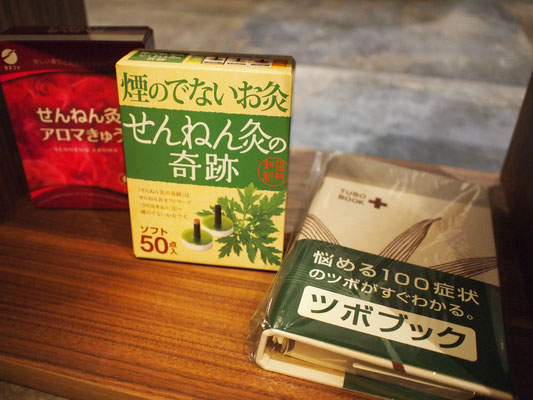 せんねん灸
アロマきゅう
SENNENQ AROMA
煙のでないお灸
せんねん灸の
奇跡
ソフト
50点入
TUBO
BOOK
悩める100症状
のツボがすぐわかる。
ツボブック